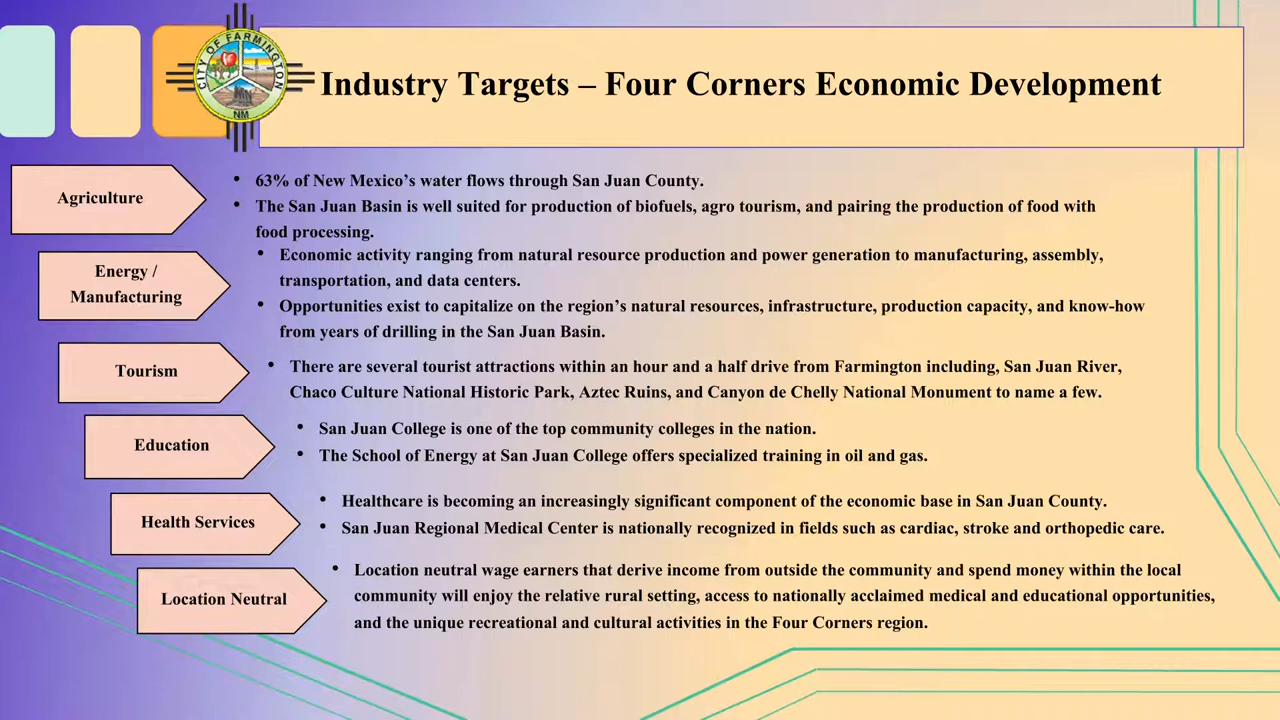 CITY OF FARMINGTON
NM
Industry Targets – Four Corners Economic Development
Agriculture
• 63% of New Mexico’s water flows through San Juan County.
• The San Juan Basin is well suited for production of biofuels, agro tourism, and pairing the production of food with
food processing.
Energy /
Manufacturing
• Economic activity ranging from natural resource production and power generation to manufacturing, assembly,
transportation, and data centers.
• Opportunities exist to capitalize on the region’s natural resources, infrastructure, production capacity, and know-how
from years of drilling in the San Juan Basin.
Tourism
• There are several tourist attractions within an hour and a half drive from Farmington including, San Juan River,
Chaco Culture National Historic Park, Aztec Ruins, and Canyon de Chelly National Monument to name a few.
Education
• San Juan College is one of the top community colleges in the nation.
• The School of Energy at San Juan College offers specialized training in oil and gas.
Health Services
• Healthcare is becoming an increasingly significant component of the economic base in San Juan County.
• San Juan Regional Medical Center is nationally recognized in fields such as cardiac, stroke and orthopedic care.
Location Neutral
• Location neutral wage earners that derive income from outside the community and spend money within the local
community will enjoy the relative rural setting, access to nationally acclaimed medical and educational opportunities,
and the unique recreational and cultural activities in the Four Corners region.